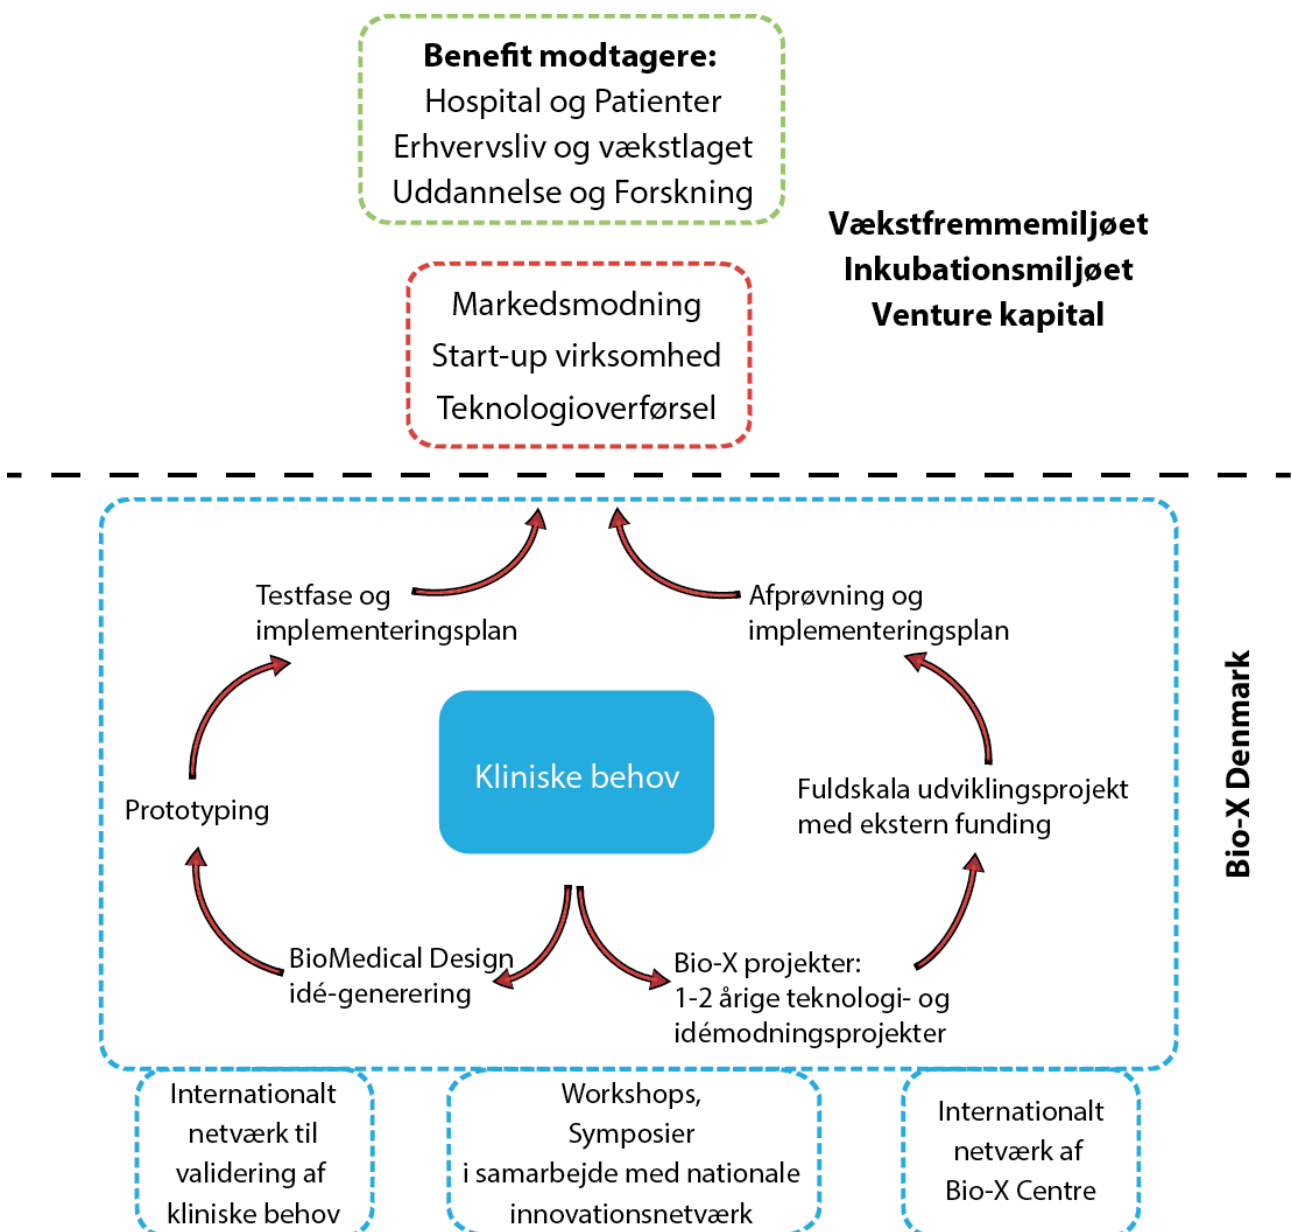 Benefit modtagere:
Hospital og Patienter
Erhvervsliv og vækstlaget
Uddannelse og Forskning
Vækstfremmemiljøet
Inkubationsmiljøet
Venture kapital
Markedsmodning
Start-up virksomhed
Teknologioverførsel
Testfase og
implementeringsplan
Afprøvning og
implementeringsplan
Kliniske behov
Prototyping
Fuldskala udviklingsprojekt
med ekstern funding
BioMedical Design
idé-generering
Bio-X projekter:
1-2 årige teknologi- og
idémodningsprojekter
Bio-X Denmark
Internationalt
netværk til
validering af
kliniske behov
Workshops,
Symposier
i samarbejde med nationale
innovationsnetværk
Internationalt
netværk af
Bio-X Centre